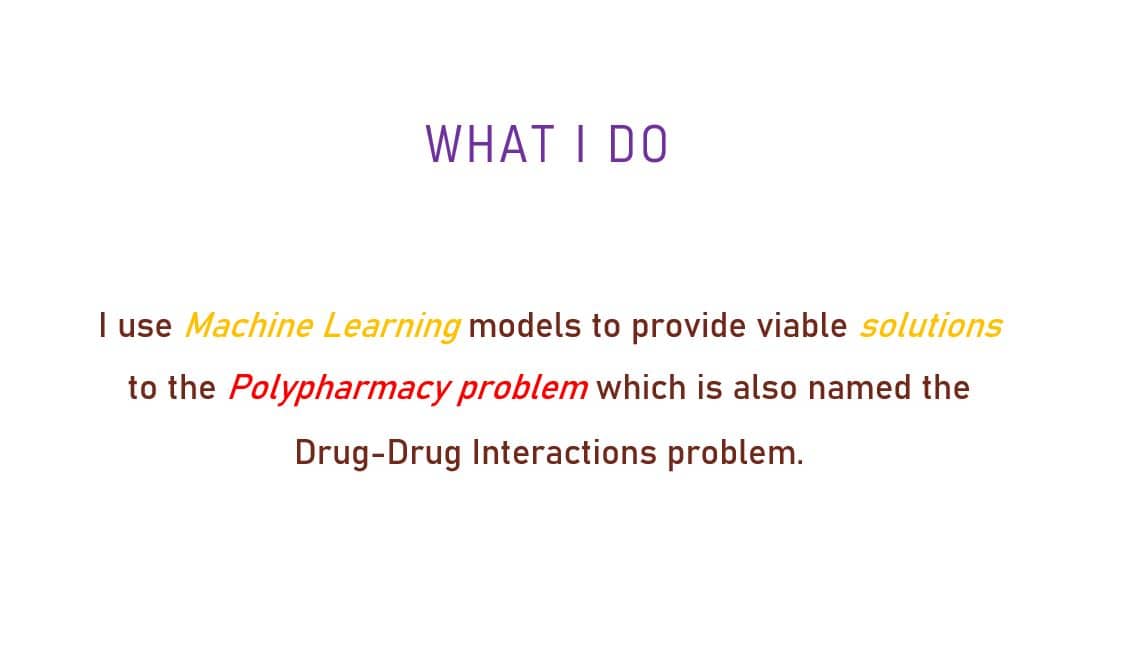 WHAT I DO
I use Machine Learning models to provide viable solutions
to the Polypharmacy problem which is also named the
Drug-Drug Interactions problem.